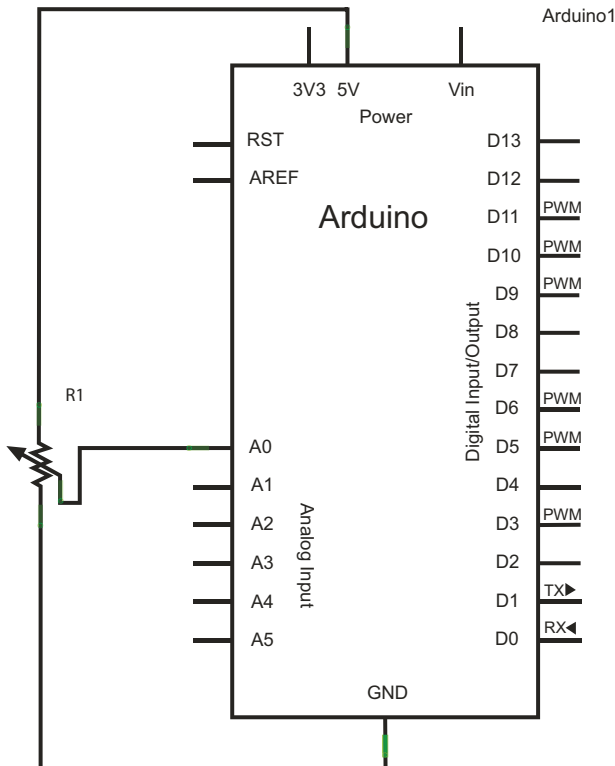 Arduino1
3V3 5V Vin
Power
RST
AREF
Arduino
D13
D12
D11 PWM
D10 PWM
D9 PWM
D8
D7
D6 PWM
D5 PWM
D4
D3 PWM
D2
D1 TX
D0 RX
Digital Input/Output
R1
A0
A1
A2
A3
A4
A5
Analog Input
GND